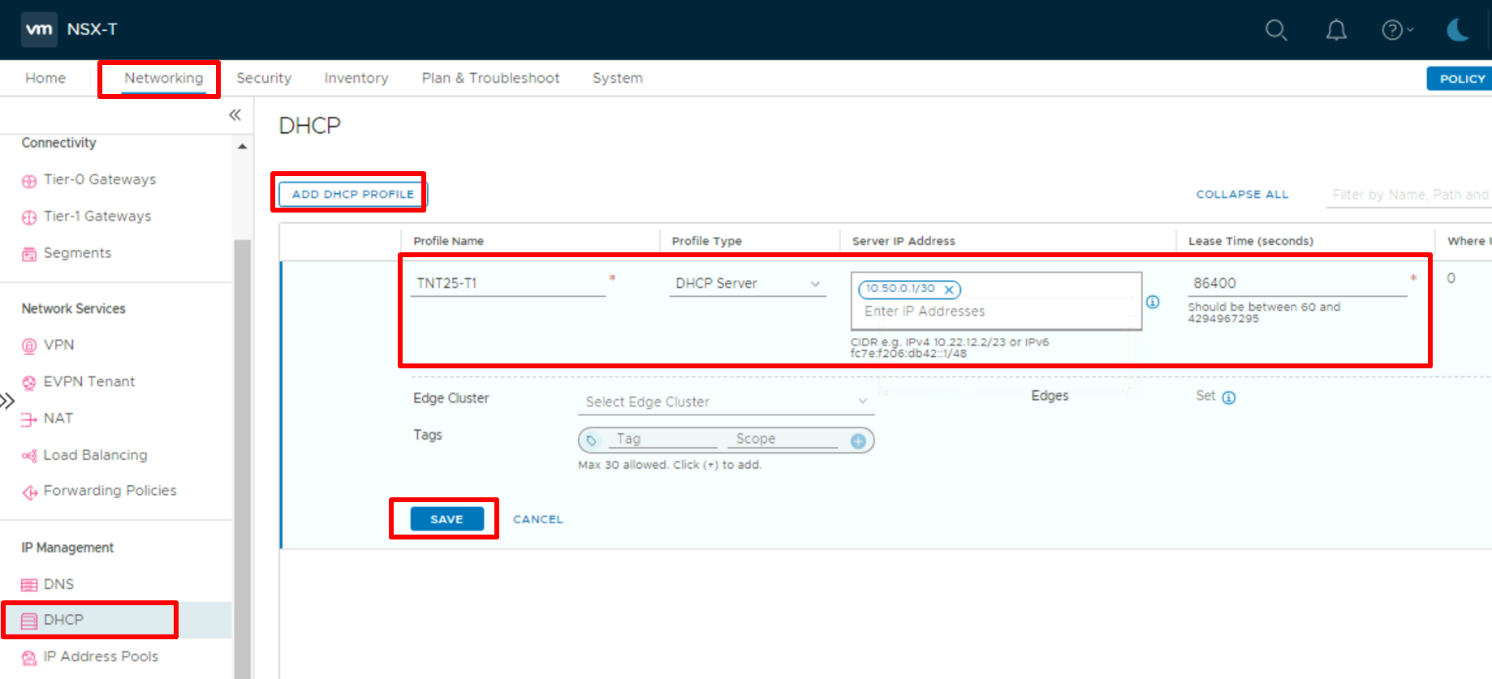 vm NSX-T
Home Networking Security Inventory Plan & Troubleshoot System POLICY
Connectivity
Tier-0 Gateways
Tier-1 Gateways
Segments
Network Services
VPN
EVPN Tenant
NAT
Load Balancing
Forwarding Policies
IP Management
DNS
DHCP
IP Address Pools
DHCP
ADD DHCP PROFILE COLLAPSE ALL Filter by Name, Path and
Profile Name Profile Type Server IP Address Lease Time (seconds) Where
TNT25-T1 * DHCP Server 10.50.0.1/30 86400 * 0
Enter IP Addresses
Should be between 60 and
4294967295
CIDR e.g. IPv4 10.22.12.2/23 or IPv6
fc7e:f206:db42::1/48
Edge Cluster Select Edge Cluster Edges Set
Tags Tag Scope
Max 30 allowed. Click (+) to add.
SAVE CANCEL